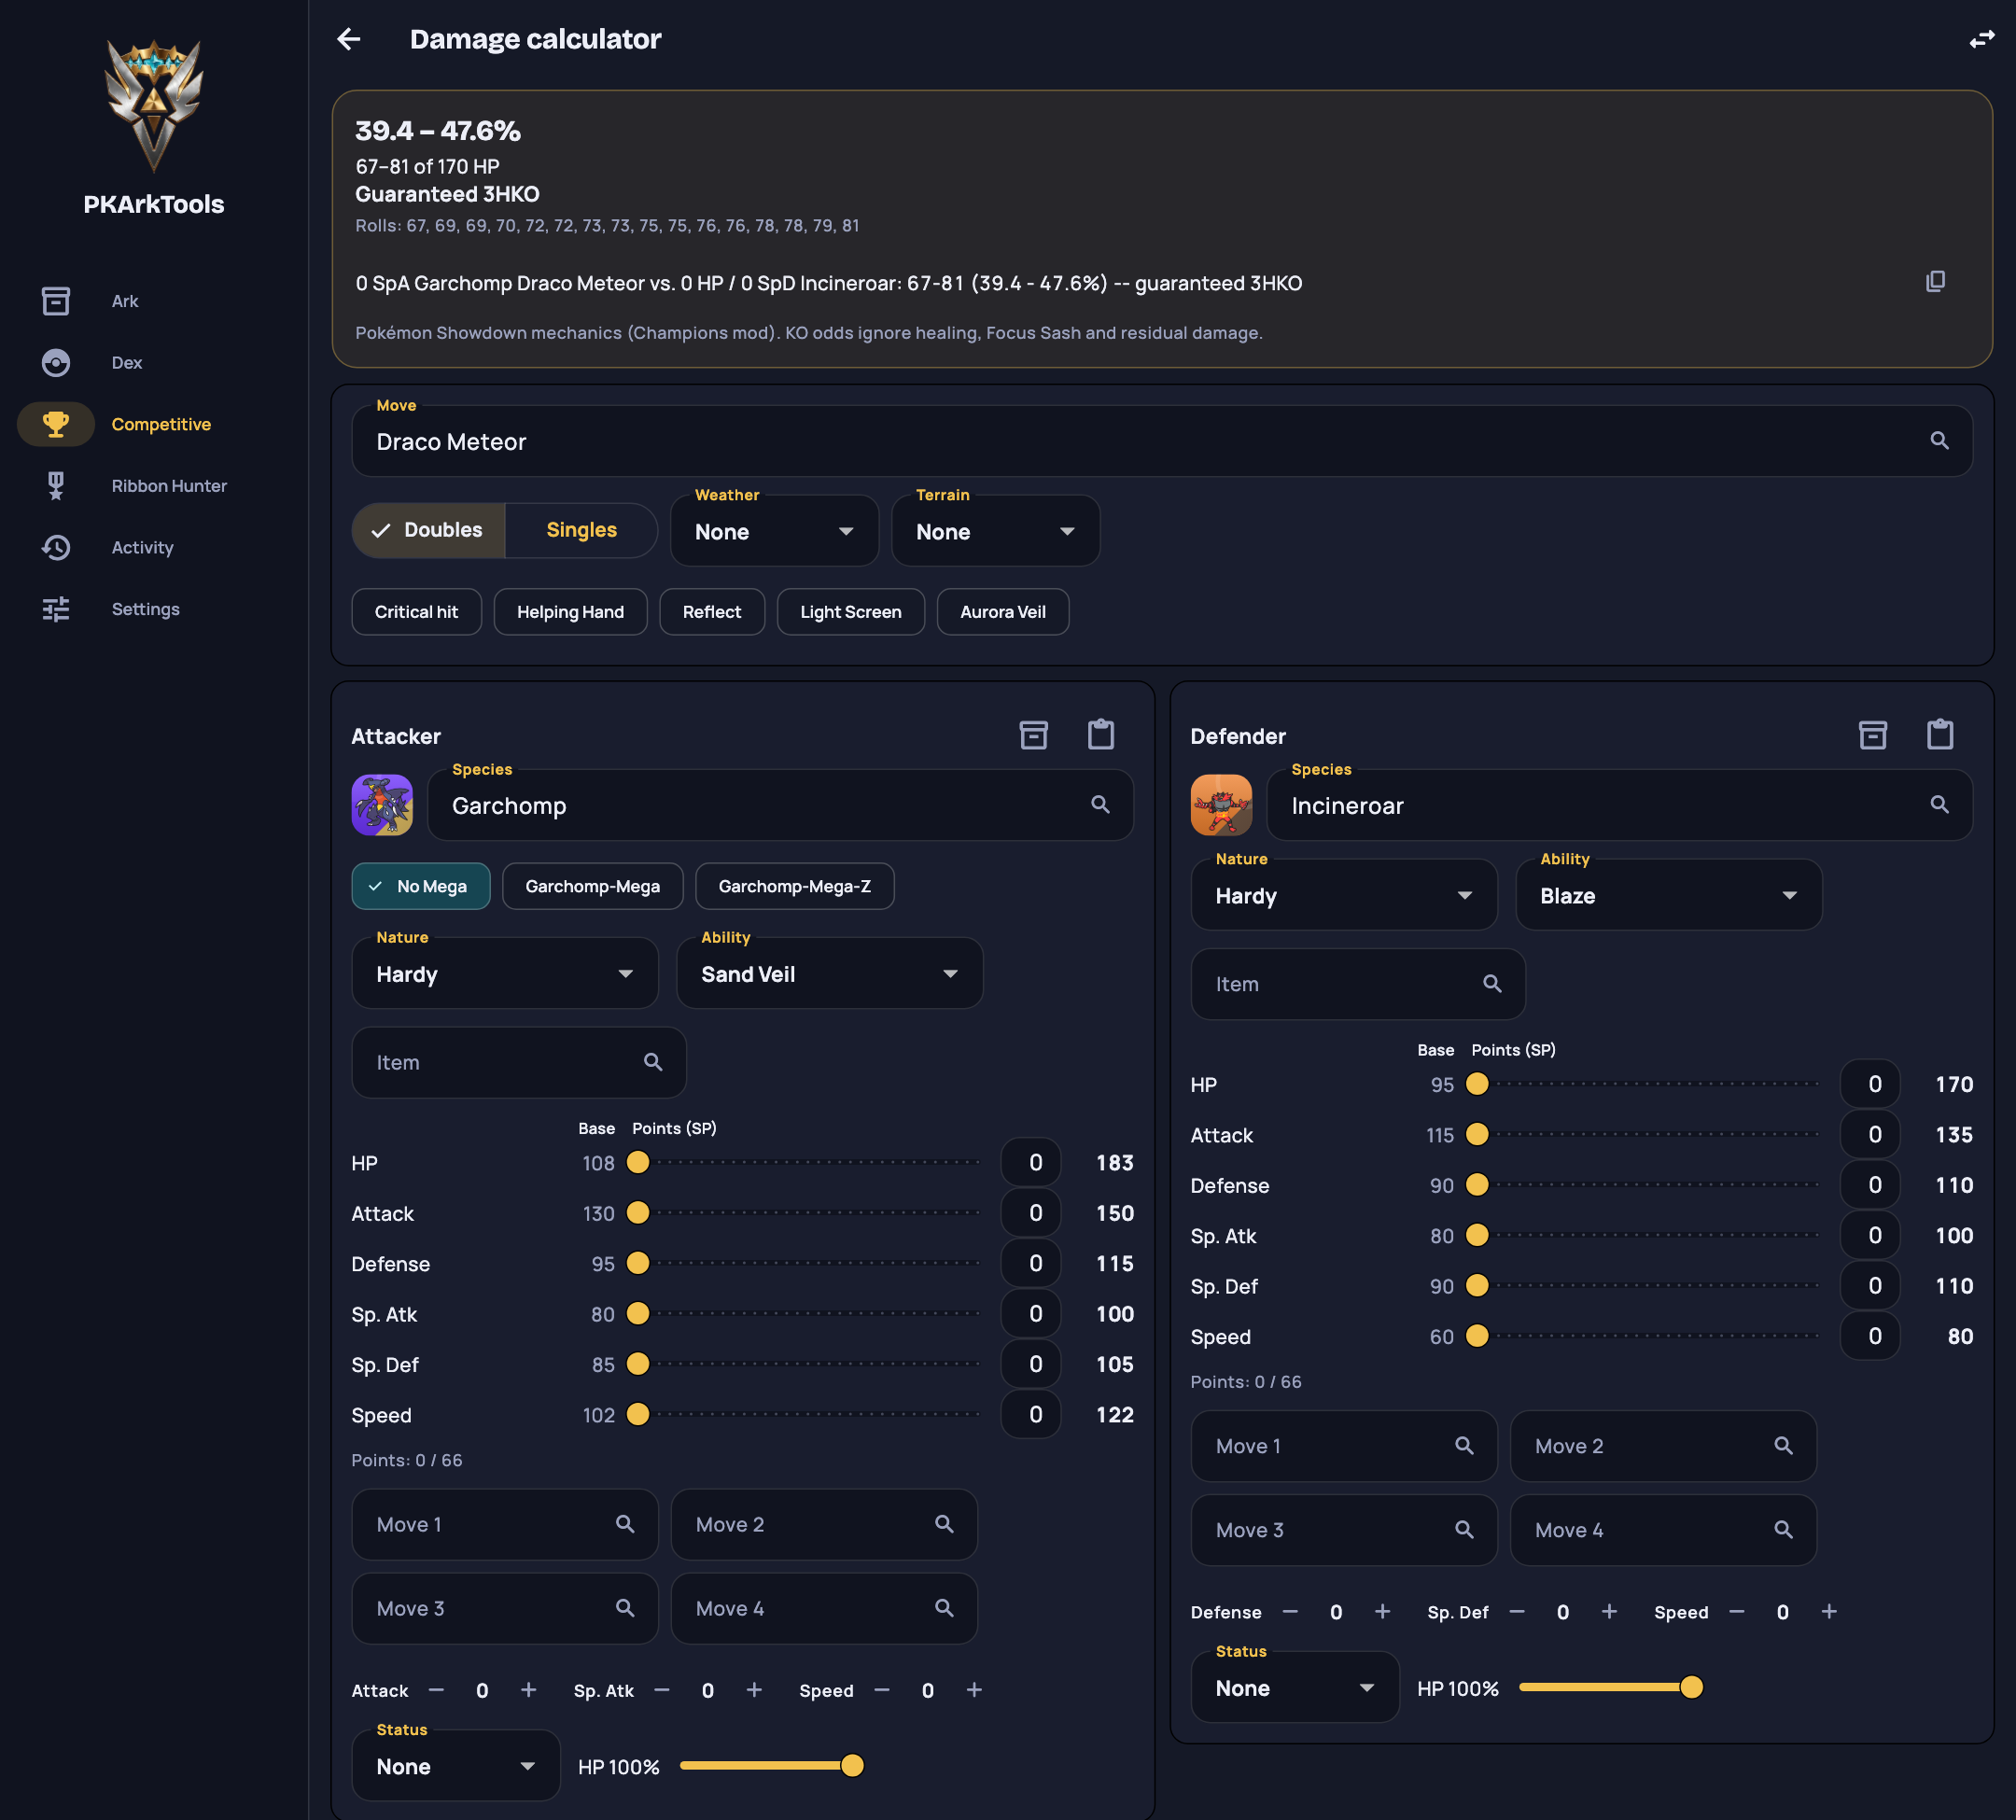 PKArkTools
Ark
Dex
Competitive
Ribbon Hunter
Activity
Settings
Damage calculator
39.4 – 47.6%
67–81 of 170 HP
Guaranteed 3HKO
Rolls: 67, 69, 69, 70, 72, 72, 73, 73, 75, 75, 76, 76, 78, 78, 79, 81
0 SpA Garchomp Draco Meteor vs. 0 HP / 0 SpD Incineroar: 67-81 (39.4 - 47.6%) -- guaranteed 3HKO
Pokémon Showdown mechanics (Champions mod). KO odds ignore healing, Focus Sash and residual damage.
Move
Draco Meteor
Doubles Singles
Weather
None
Terrain
None
Critical hit Helping Hand Reflect Light Screen Aurora Veil
Attacker
Species
Garchomp
No Mega Garchomp-Mega Garchomp-Mega-Z
Nature
Hardy
Ability
Sand Veil
Item
Base Points (SP)
HP 108 0 183
Attack 130 0 150
Defense 95 0 115
Sp. Atk 80 0 100
Sp. Def 85 0 105
Speed 102 0 122
Points: 0 / 66
Move 1 Move 2
Move 3 Move 4
Attack − 0 + Sp. Atk − 0 + Speed − 0 +
Status
None
HP 100%
Defender
Species
Incineroar
Nature
Hardy
Ability
Blaze
Item
Base Points (SP)
HP 95 0 170
Attack 115 0 135
Defense 90 0 110
Sp. Atk 80 0 100
Sp. Def 90 0 110
Speed 60 0 80
Points: 0 / 66
Move 1 Move 2
Move 3 Move 4
Defense − 0 + Sp. Def − 0 + Speed − 0 +
Status
None
HP 100%